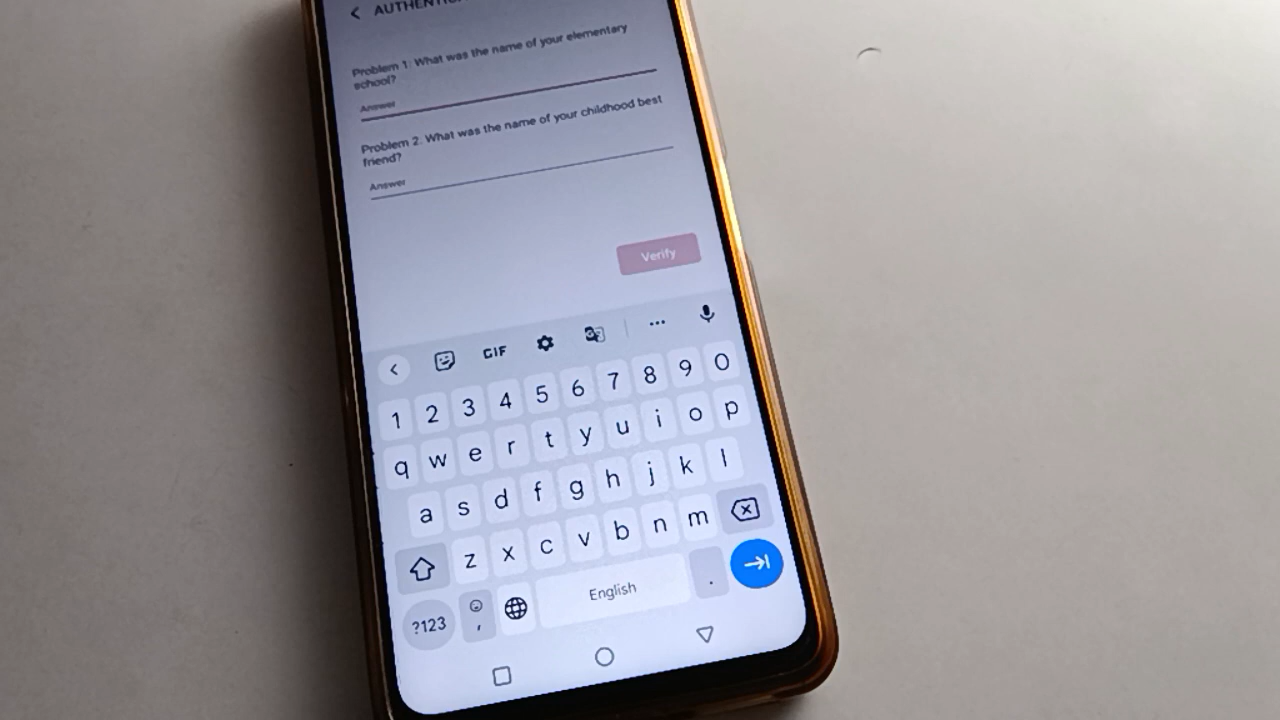 Problem 1: What was the name of your elementary
school?
Answer
Problem 2: What was the name of your childhood best
friend?
Answer
Verify
GIF
1 2 3 4 5 6 7 8 9 0
q w e r t y u i o p
a s d f g h j k l
z x c v b n m
?123 , English .